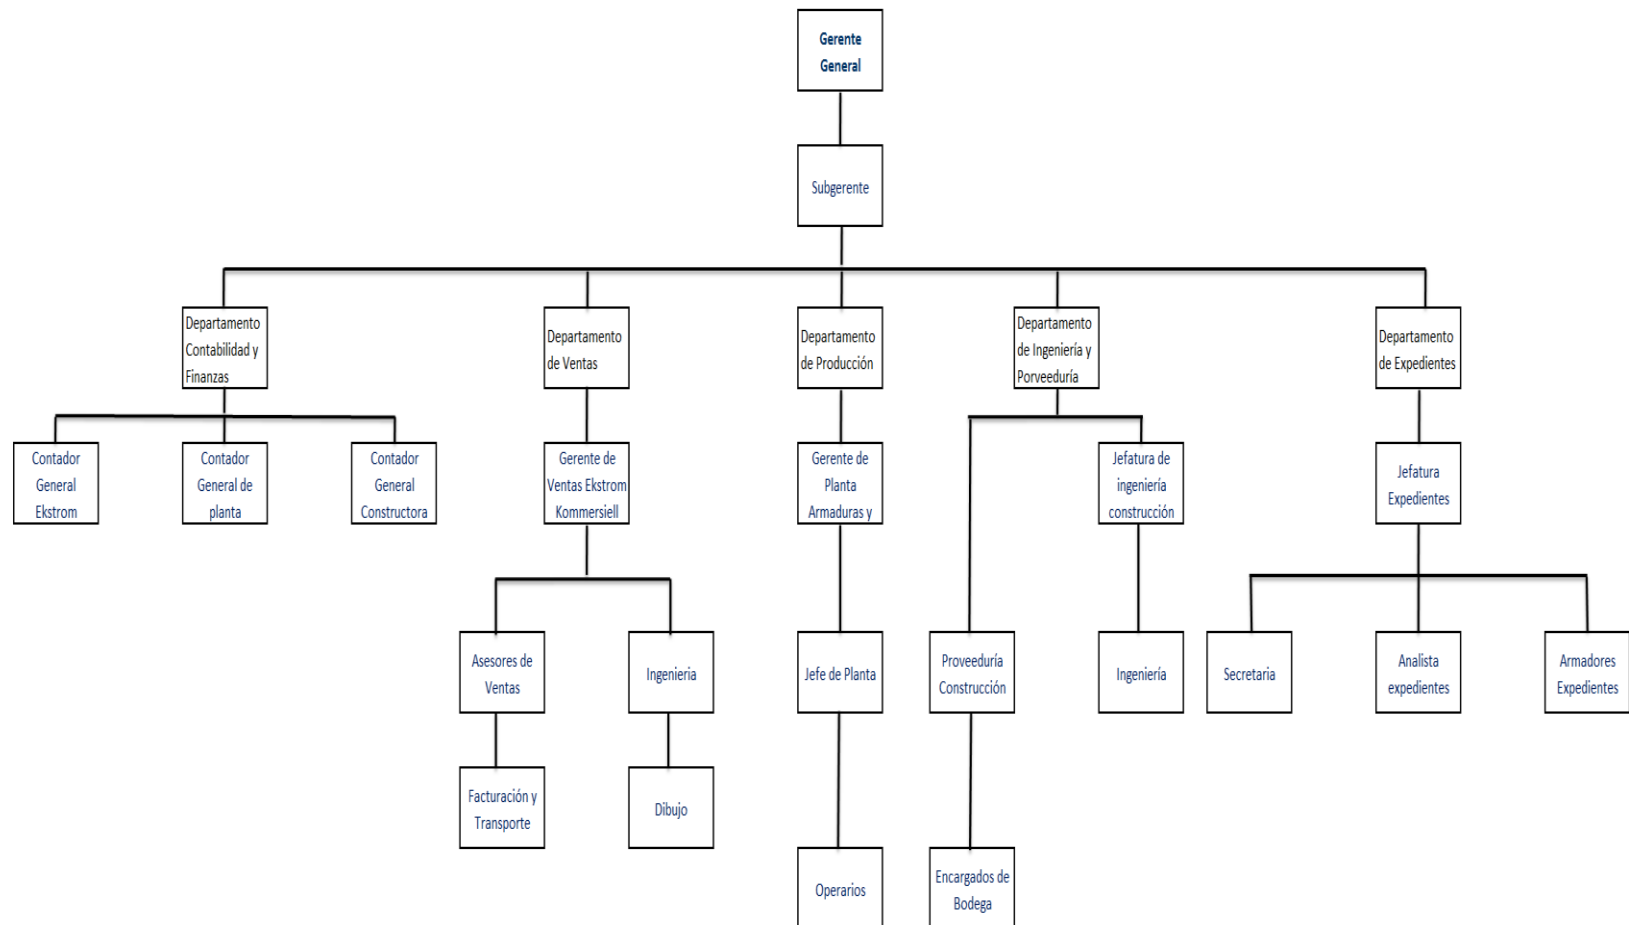 Gerente
General
Subgerente
Departamento
Contabilidad y
Finanzas
Departamento
de Ventas
Departamento
de Producción
Departamento
de Ingeniería y
Porveeduría
Departamento
de Expedientes
Contador
General
Ekstrom
Contador
General de
planta
Contador
General
Constructora
Gerente de
Ventas Ekstrom
Kommersiell
Gerente de
Planta
Armaduras y
Jefatura de
ingeniería
construcción
Jefatura
Expedientes
Asesores de
Ventas
Ingenieria
Jefe de Planta
Proveeduría
Construcción
Ingeniería
Secretaria
Analista
expedientes
Armadores
Expedientes
Facturación y
Transporte
Dibujo
Operarios
Encargados de
Bodega